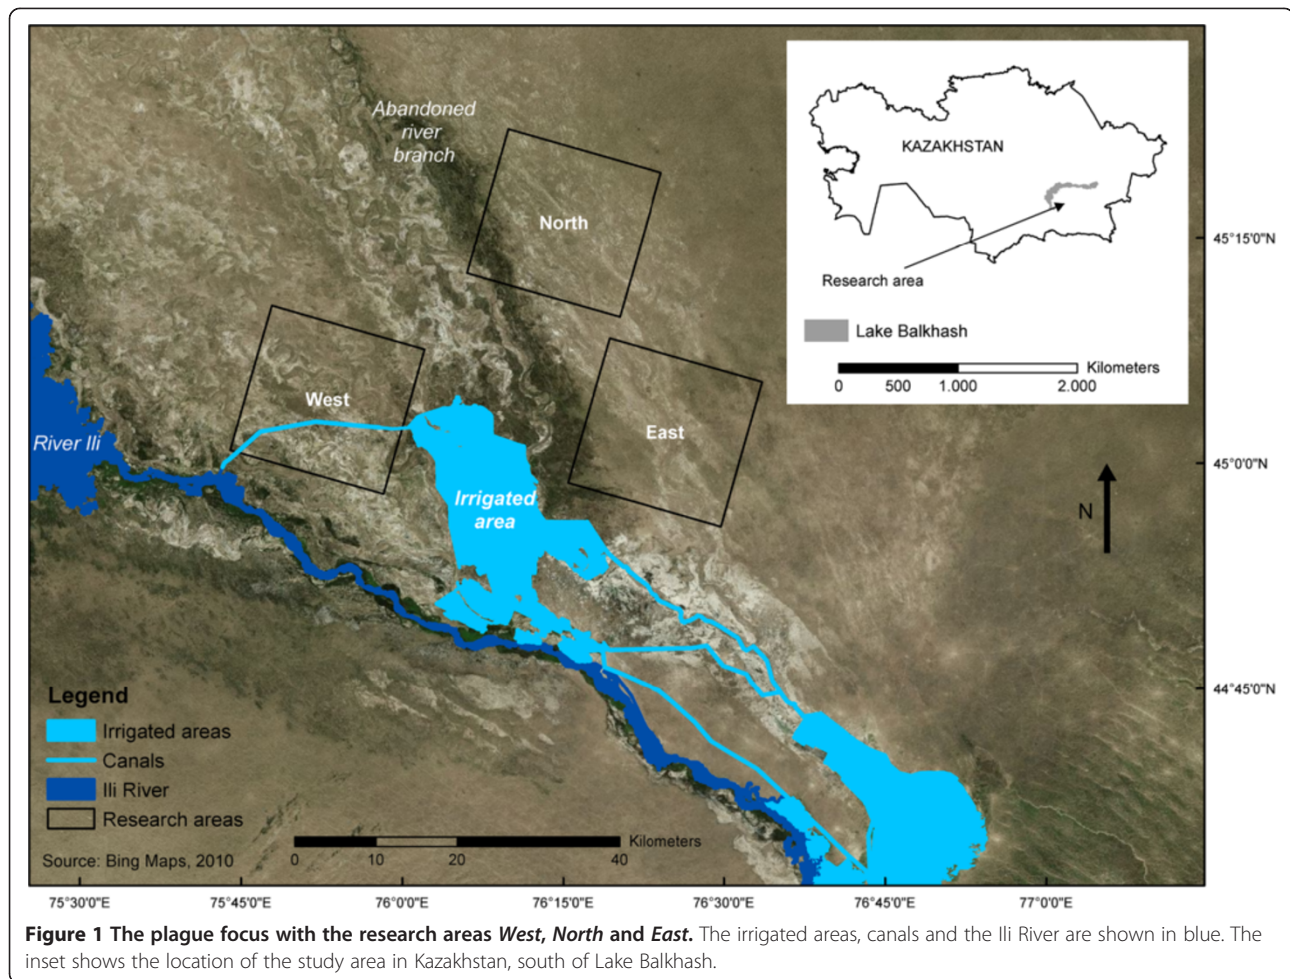 Abandoned
river
branch
North
West
East
River Ili
Irrigated
area
KAZAKHSTAN
Research area
Lake Balkhash
Kilometers
0 500 1.000 2.000
45°15'0"N
45°0'0"N
44°45'0"N
N
Legend
Irrigated areas
Canals
Ili River
Research areas
Source: Bing Maps, 2010
Kilometers
0 10 20 40
75°30'0"E 75°45'0"E 76°0'0"E 76°15'0"E 76°30'0"E 76°45'0"E 77°0'0"E
Figure 1 The plague focus with the research areas West, North and East. The irrigated areas, canals and the Ili River are shown in blue. The
inset shows the location of the study area in Kazakhstan, south of Lake Balkhash.